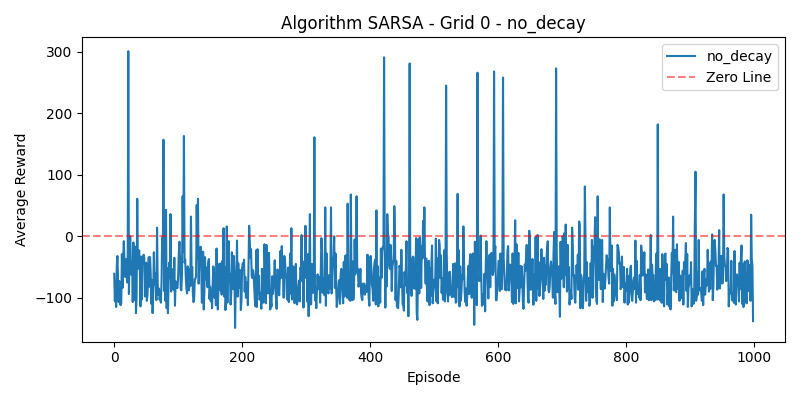 Algorithm SARSA - Grid 0 - no_decay
Average Reward
300
200
100
0
−100
no_decay
Zero Line
0
200
400
600
800
1000
Episode